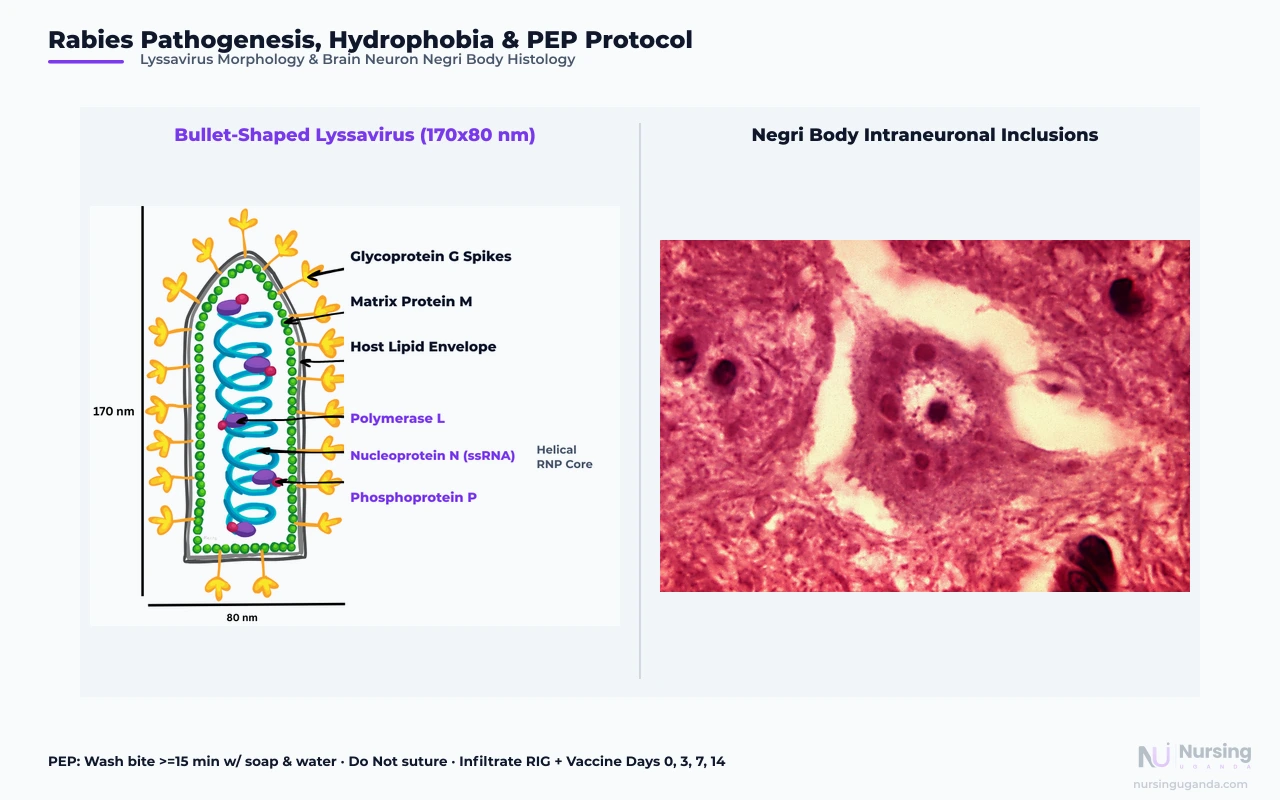 Rabies Pathogenesis, Hydrophobia & PEP Protocol
Lyssavirus Morphology & Brain Neuron Negri Body Histology
Bullet-Shaped Lyssavirus (170x80 nm)
Negri Body Intraneuronal Inclusions
Glycoprotein G Spikes
Matrix Protein M
Host Lipid Envelope
170 nm
Polymerase L
Nucleoprotein N (ssRNA)
Helical
RNP Core
Phosphoprotein P
80 nm
PEP: Wash bite >=15 min w/ soap & water · Do Not suture · Infiltrate RIG + Vaccine Days 0, 3, 7, 14
NU Nursing
UGANDA
nursinguganda.com